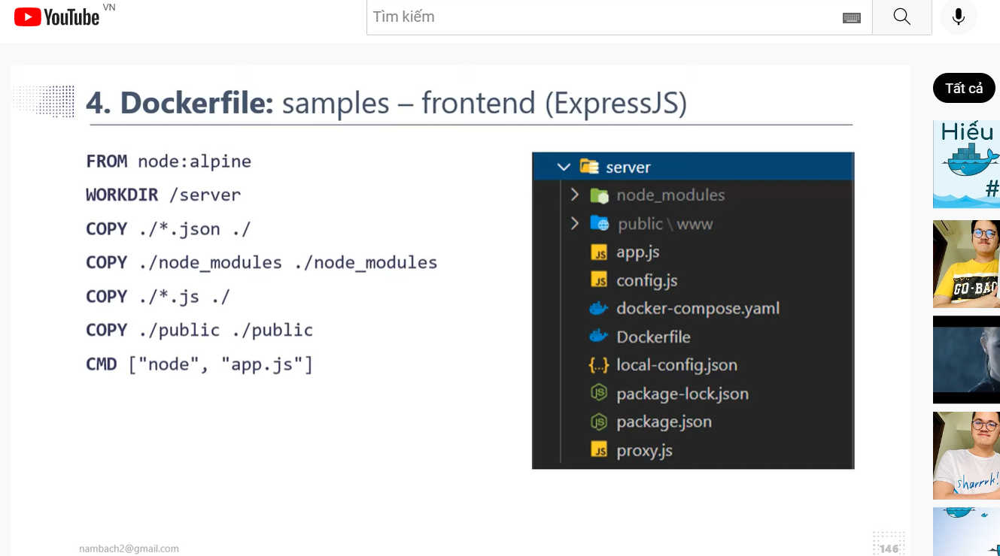 YouTube VN
Tìm kiếm
Tất cả
4. Dockerfile: samples – frontend (ExpressJS)
FROM node:alpine
WORKDIR /server
COPY ./*.json ./
COPY ./node_modules ./node_modules
COPY ./*.js ./
COPY ./public ./public
CMD ["node", "app.js"]
server
node_modules
public \ www
app.js
config.js
docker-compose.yaml
Dockerfile
local-config.json
package-lock.json
package.json
proxy.js
nambach2@gmail.com
146
Hiểu
#
GO-BAC
sharrrk!